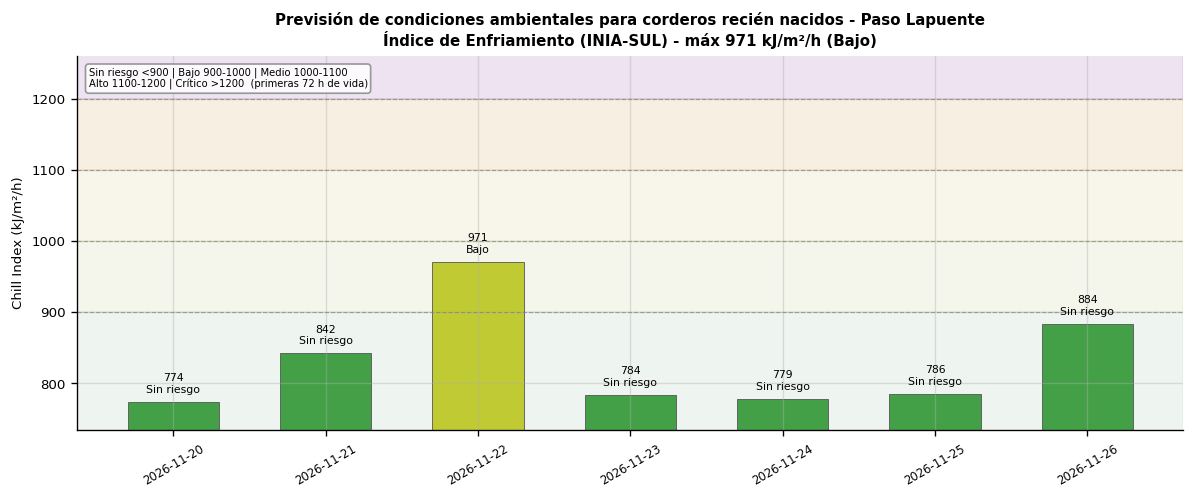 Previsión de condiciones ambientales para corderos recién nacidos - Paso Lapuente
Índice de Enfriamiento (INIA-SUL) - máx 971 kJ/m²/h (Bajo)
Sin riesgo <900 | Bajo 900-1000 | Medio 1000-1100
Alto 1100-1200 | Crítico >1200  (primeras 72 h de vida)
Chill Index (kJ/m²/h)
1200
1100
1000
900
800
774
Sin riesgo
842
Sin riesgo
971
Bajo
784
Sin riesgo
779
Sin riesgo
786
Sin riesgo
884
Sin riesgo
2026-11-20
2026-11-21
2026-11-22
2026-11-23
2026-11-24
2026-11-25
2026-11-26